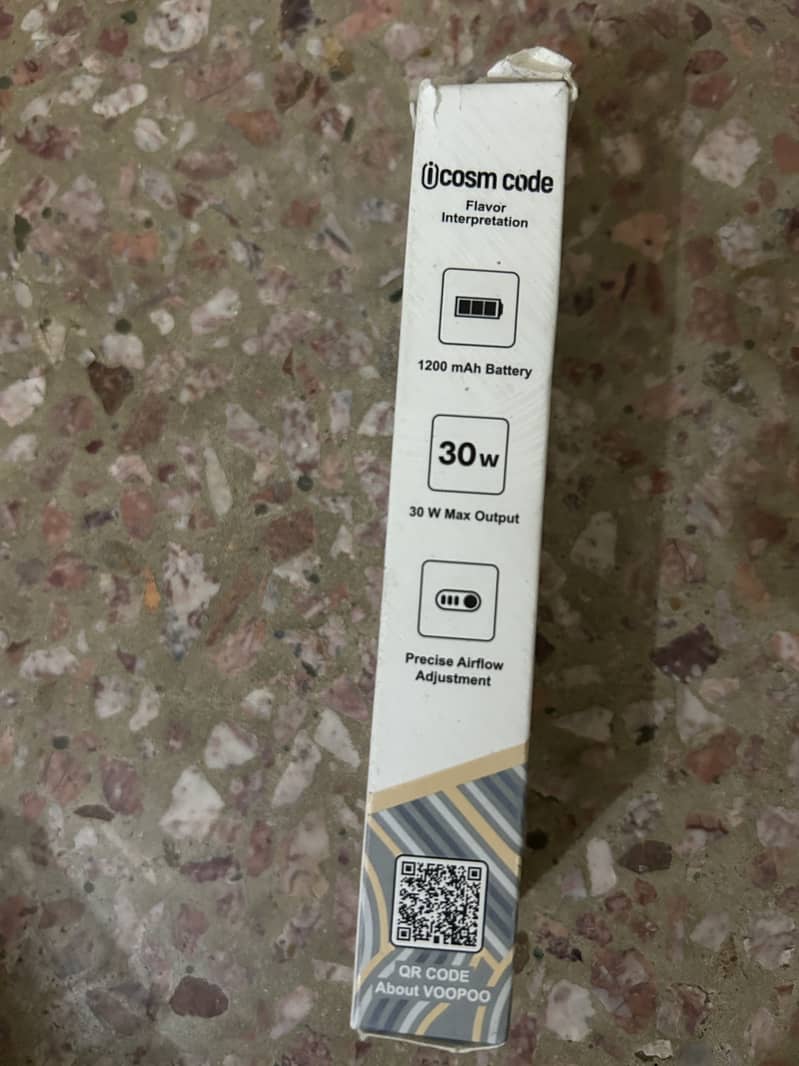 icosm code
Flavor
Interpretation
1200 mAh Battery
30W
30 W Max Output
Precise Airflow
Adjustment
QR CODE
About VOOPOO